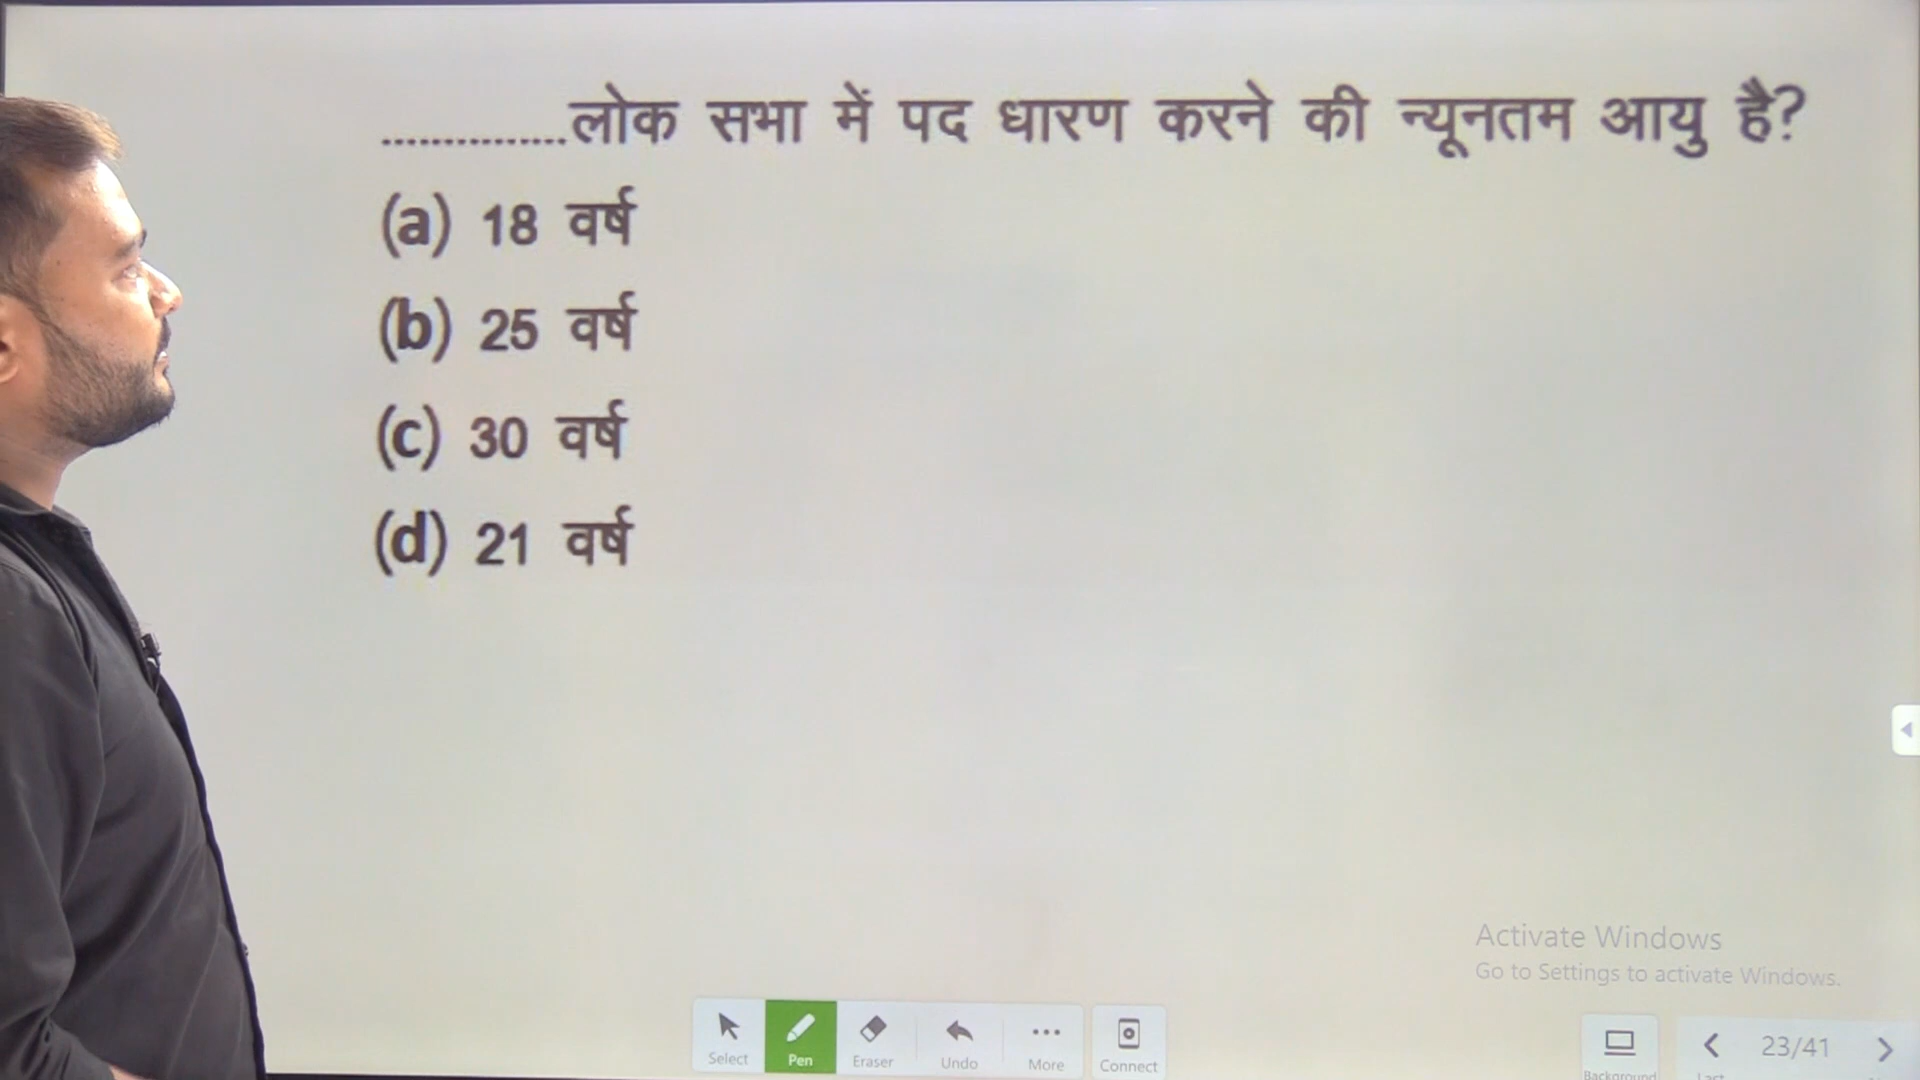 ..............लोक सभा में पद धारण करने की न्यूनतम आयु है?
(a) 18 वर्ष
(b) 25 वर्ष
(c) 30 वर्ष
(d) 21 वर्ष
Activate Windows
Go to Settings to activate Windows.
Select Pen Eraser Undo More Connect
23/41
Background